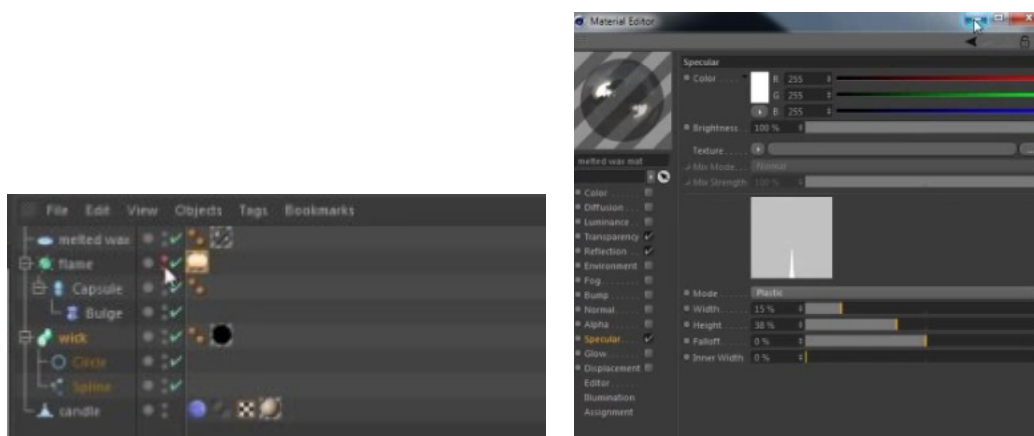 File Edit View Objects Tags Bookmarks
melted wax
flame
Capsule
Bulge
wick
Circle
Spline
candle
Material Editor
melted wax mat
Color
Diffusion
Luminance
Transparency
Reflection
Environment
Fog
Bump
Normal
Alpha
Specular
Glow
Displacement
Editor
Illumination
Assignment
Specular
Color R 255
G 255
B 255
Brightness 100 %
Texture
Mix Mode Normal
Mix Strength 100 %
Mode Plastic
Width 15 %
Height 38 %
Falloff 0 %
Inner Width 0 %